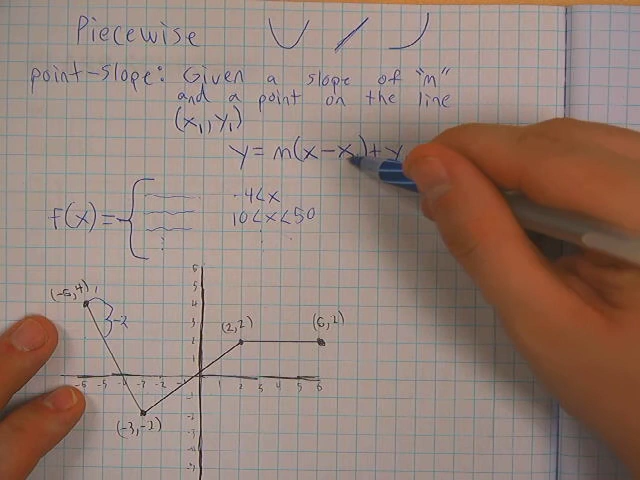 Piecewise
point-slope: Given a slope of "m"
and a point on the line
(x₁, y₁)
y = m(x - x₁) + y
f(x) =
-4<x
10<x<50
(-6,4)
-2
(2,2)
(6,2)
(-3,-2)